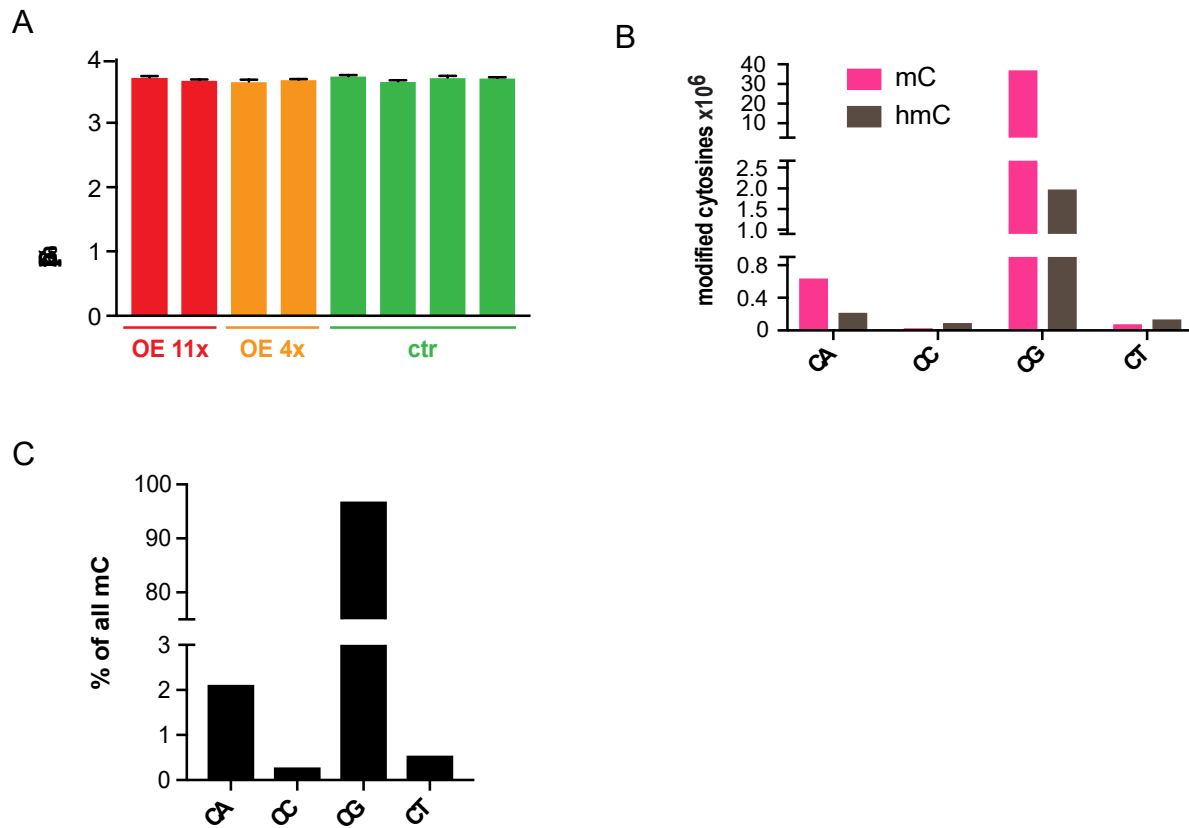 A
4
3
2
1
0
OE 11x
OE 4x
ctr
B
modified cytosines x10⁶
40
30
20
10
2.5
2.0
1.5
1.0
0.8
0.4
0
mC
hmC
CA
CC
CG
CT
C
% of all mC
100
90
80
3
2
1
0
CA
CC
CG
CT